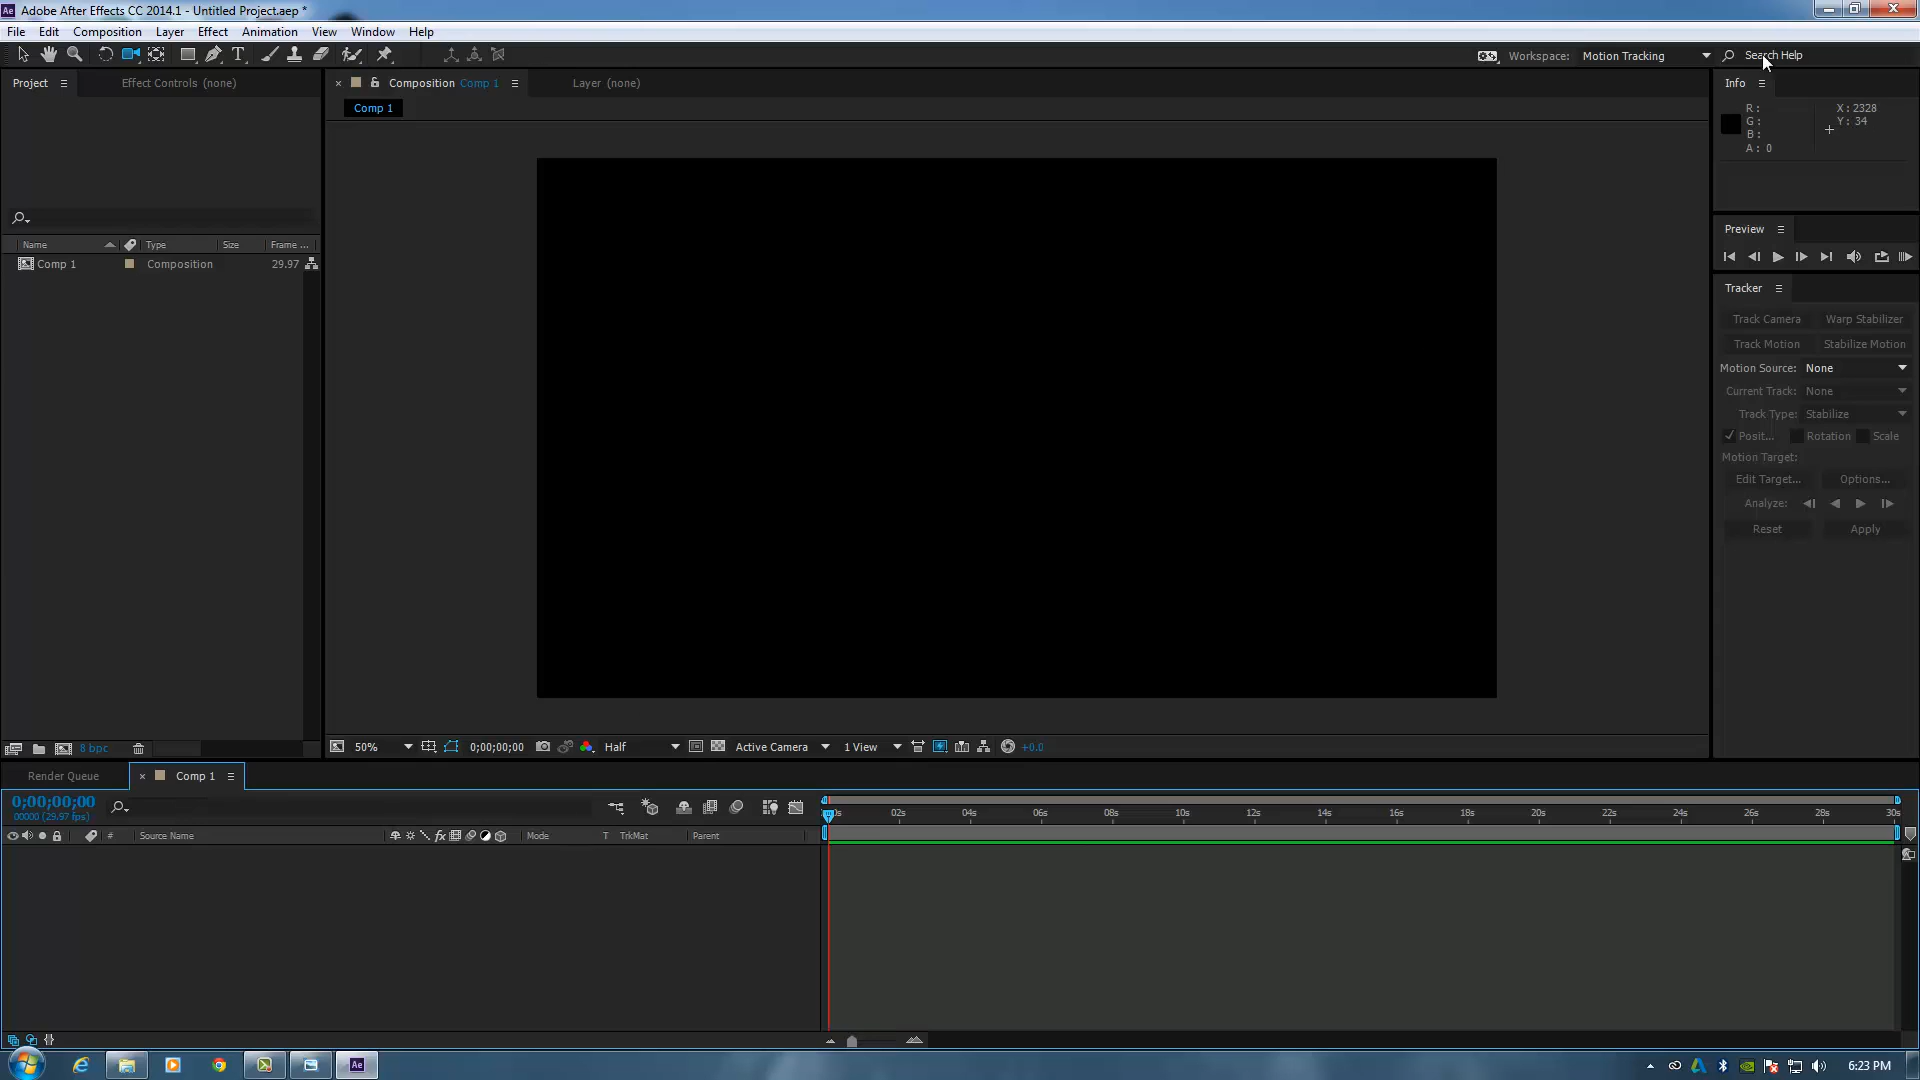 Adobe After Effects CC 2014.1 - Untitled Project.aep *
File Edit Composition Layer Effect Animation View Window Help
Workspace: Motion Tracking Search Help
Project Effect Controls (none) Composition Comp 1 Layer (none) Info
Comp 1
R :
G :
B :
A : 0
X : 2328
Y : 34
Preview
Name Type Size Frame ...
Comp 1 Composition 29.97
Tracker
Track Camera Warp Stabilizer
Track Motion Stabilize Motion
Motion Source: None
Current Track: None
Track Type: Stabilize
Posit... Rotation Scale
Motion Target:
Edit Target... Options...
Analyze:
Reset Apply
8 bpc
50% 0;00;00;00 Half Active Camera 1 View +0.0
Render Queue Comp 1
0;00;00;00
00000 (29.97 fps)
02s 04s 06s 08s 10s 12s 14s 16s 18s 20s 22s 24s 26s 28s 30s
# Source Name fx Mode T TrkMat Parent
Ae 6:23 PM